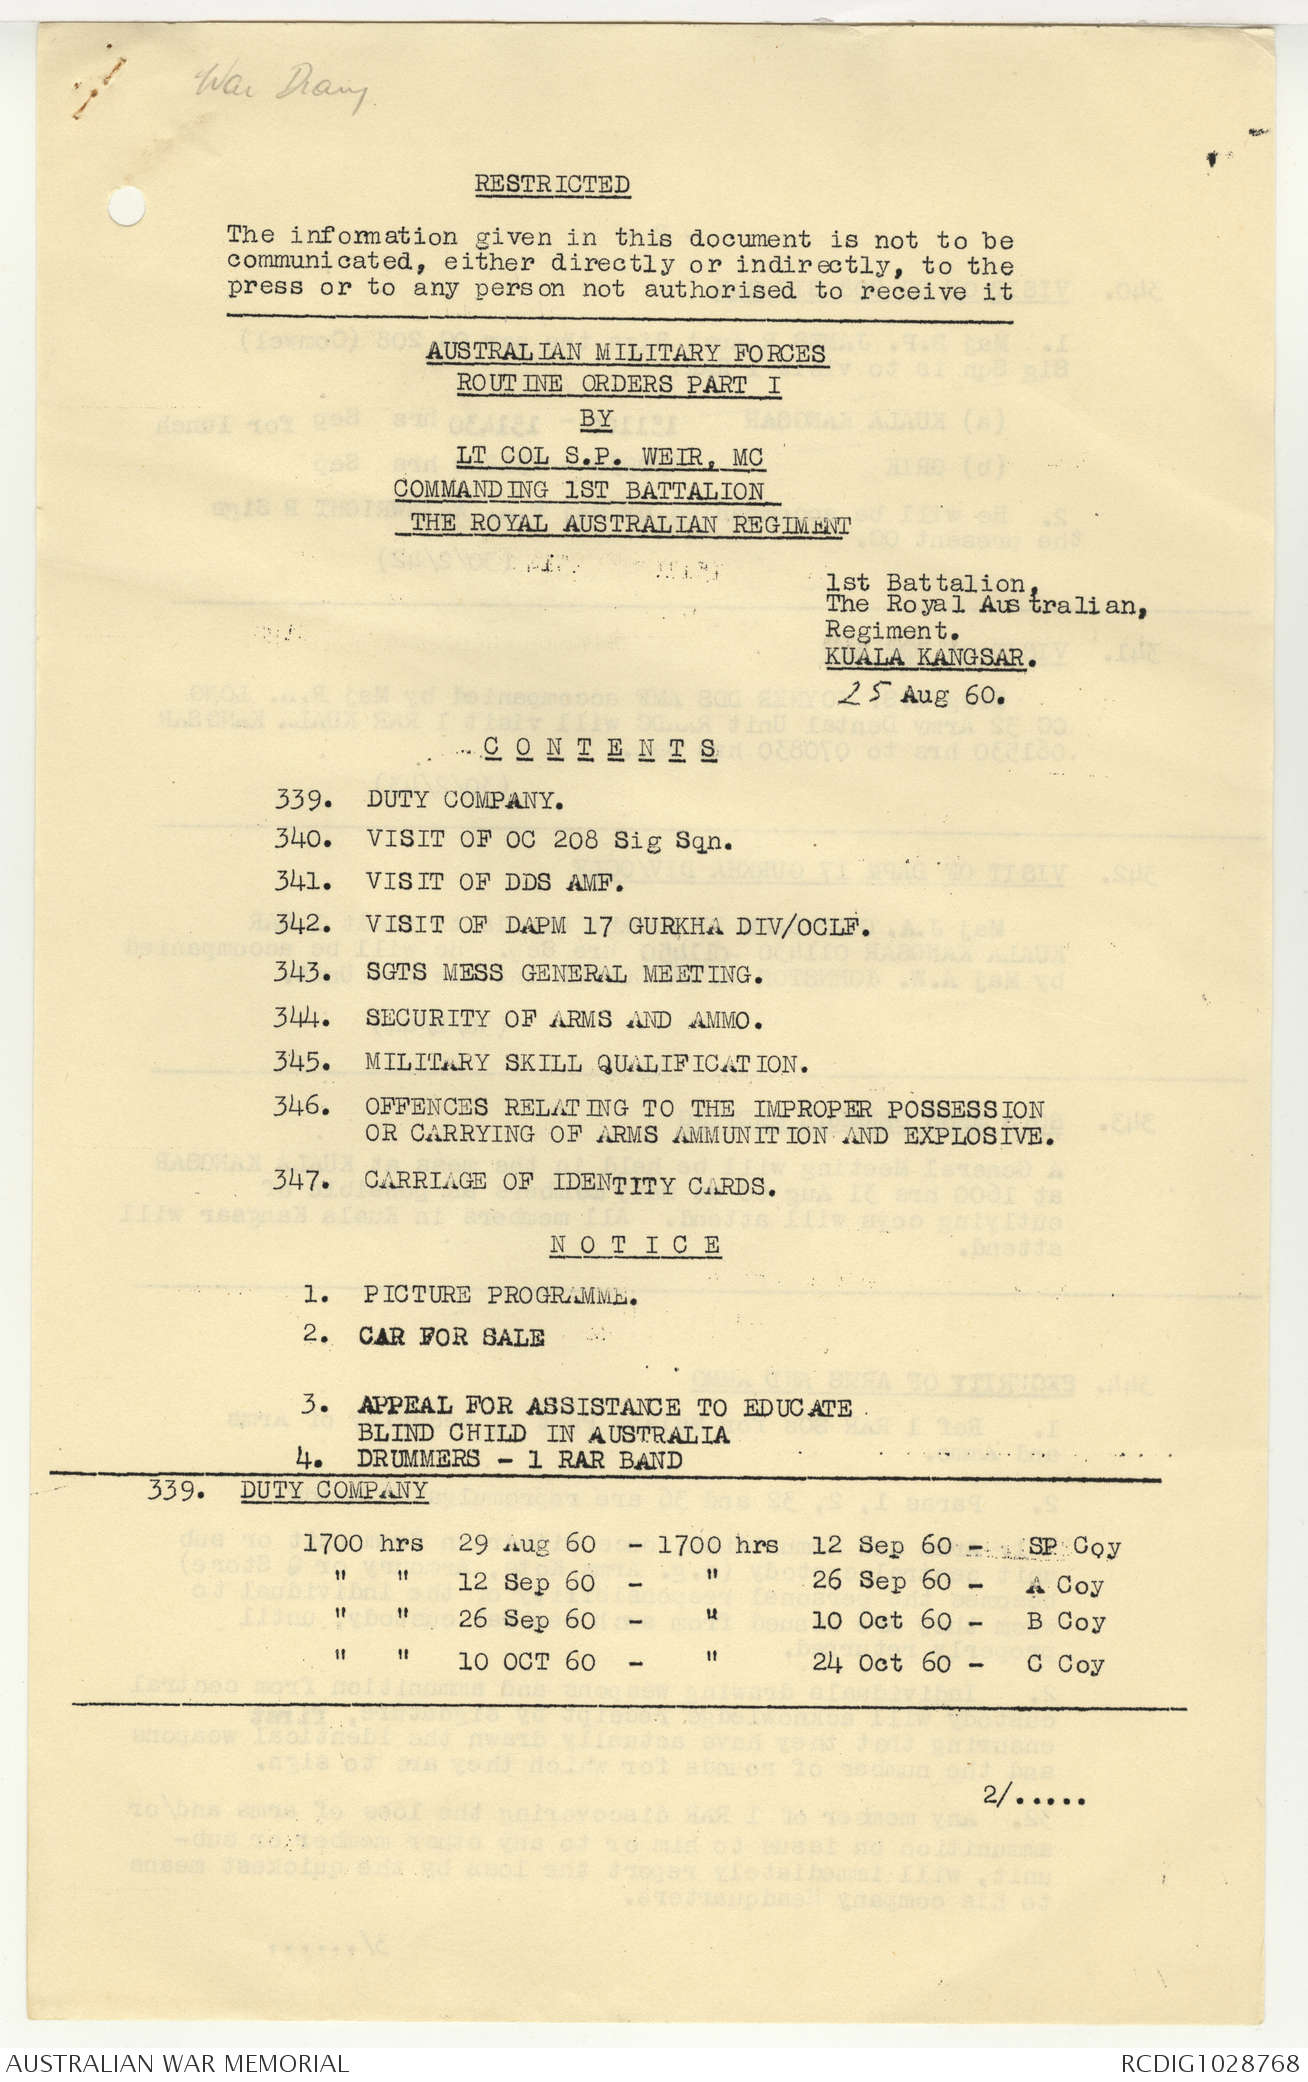 War Diary
RESTRICTED
The information given in this document is not to be
communicated, either directly or indirectly, to the
press or to any person not authorised to receive it
AUSTRALIAN MILITARY FORCES
ROUTINE ORDERS PART I
BY
LT COL S.P. WEIR, MC
COMMANDING 1ST BATTALION
THE ROYAL AUSTRALIAN REGIMENT
1st Battalion,
The Royal Australian,
Regiment.
KUALA KANGSAR.
25 Aug 60.
C O N T E N T S
339. DUTY COMPANY.
340. VISIT OF OC 208 Sig Sqn.
341. VISIT OF DDS AMF.
342. VISIT OF DAPM 17 GURKHA DIV/OCLF.
343. SGTS MESS GENERAL MEETING.
344. SECURITY OF ARMS AND AMMO.
345. MILITARY SKILL QUALIFICATION.
346. OFFENCES RELATING TO THE IMPROPER POSSESSION
OR CARRYING OF ARMS AMMUNITION AND EXPLOSIVE.
347. CARRIAGE OF IDENTITY CARDS.
N O T I C E
1. PICTURE PROGRAMME.
2. CAR FOR SALE
3. APPEAL FOR ASSISTANCE TO EDUCATE
BLIND CHILD IN AUSTRALIA
4. DRUMMERS - 1 RAR BAND
339. DUTY COMPANY
1700 hrs 29 Aug 60 - 1700 hrs 12 Sep 60 - SP Coy
" " 12 Sep 60 - " 26 Sep 60 - A Coy
" " 26 Sep 60 - " 10 Oct 60 - B Coy
" " 10 OCT 60 - " 24 Oct 60 - C Coy
2/.....
AUSTRALIAN WAR MEMORIAL
RCDIG1028768